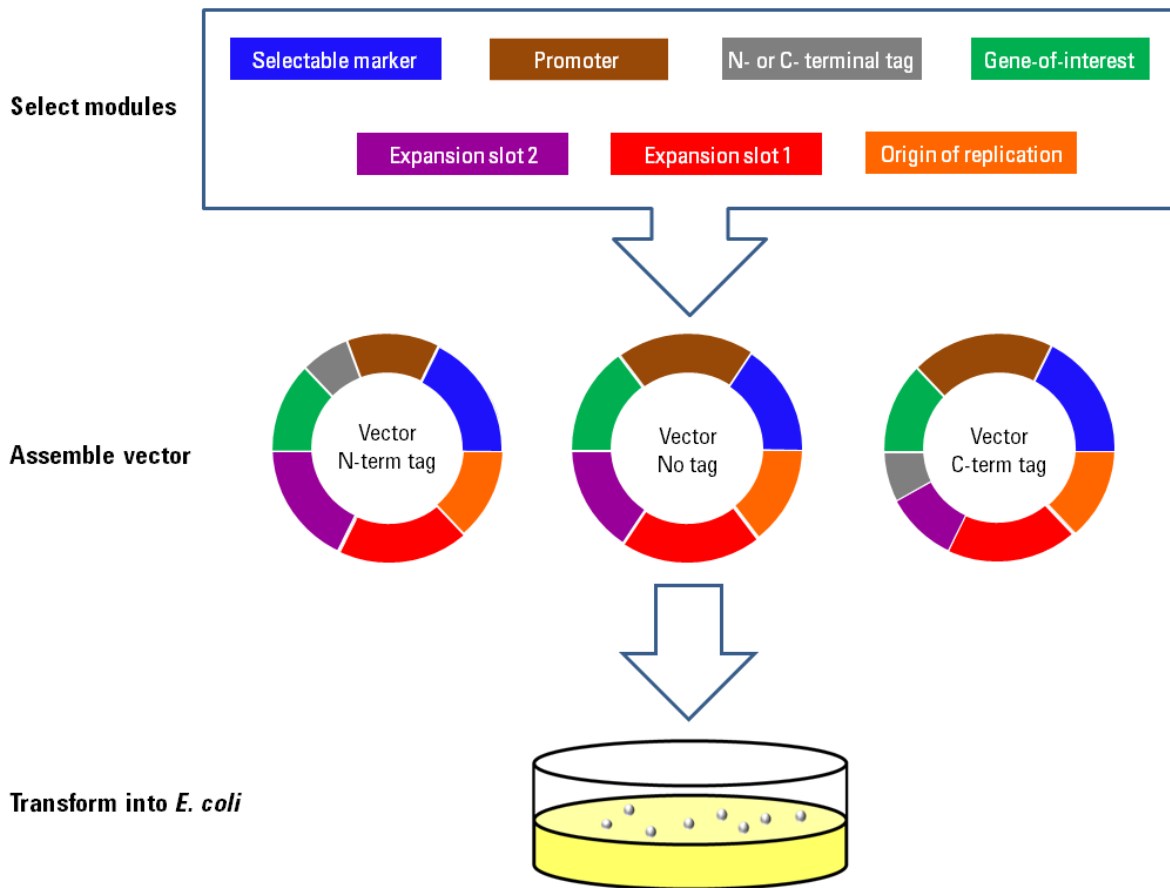 Select modules
Selectable marker
Promoter
N- or C- terminal tag
Gene-of-interest
Expansion slot 2
Expansion slot 1
Origin of replication
Assemble vector
Vector
N-term tag
Vector
No tag
Vector
C-term tag
Transform into E. coli